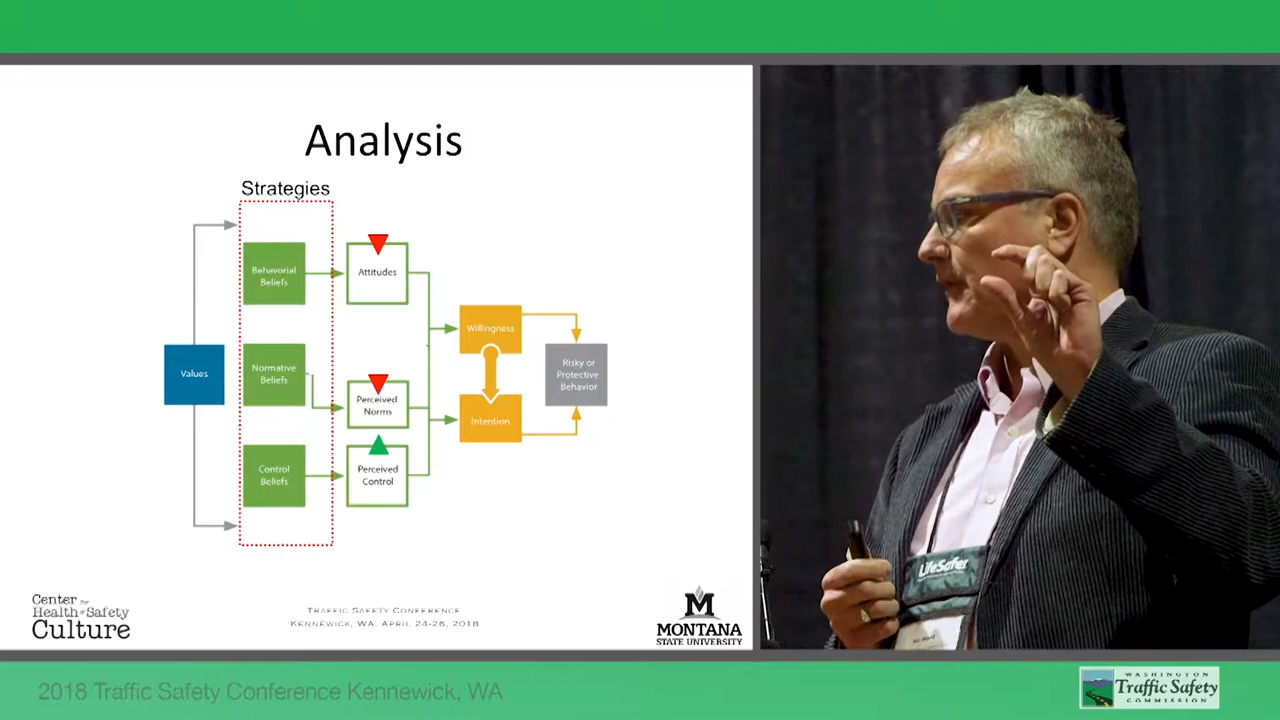 Analysis
Strategies
Behavorial
Beliefs
Attitudes
Willingness
Risky or
Protective
Behavior
Values
Normative
Beliefs
Perceived
Norms
Intention
Control
Beliefs
Perceived
Control
Center For
Health & Safety
Culture
TRAFFIC SAFETY CONFERENCE
KENNEWICK, WA. APRIL 24-26, 2018
M
MONTANA
STATE UNIVERSITY
LifeSafer
2018 Traffic Safety Conference Kennewick, WA
WASHINGTON
Traffic Safety
COMMISSION